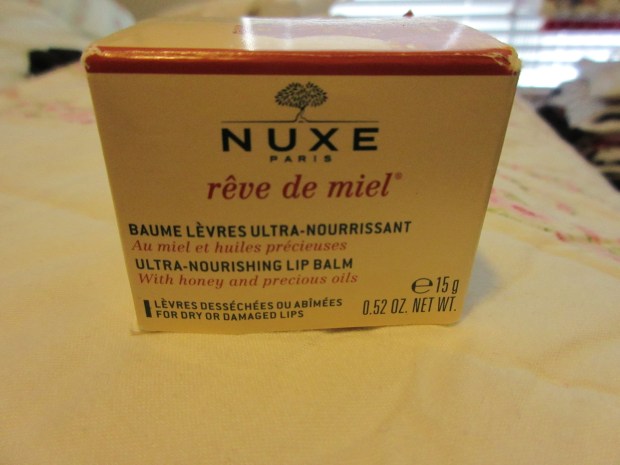 NUXE
PARIS
rêve de miel®
BAUME LÈVRES ULTRA-NOURRISSANT
Au miel et huiles précieuses
ULTRA-NOURISHING LIP BALM
With honey and precious oils
LÈVRES DESSÉCHÉES OU ABÎMÉES
FOR DRY OR DAMAGED LIPS
℮15 g
0.52 OZ. NET WT.